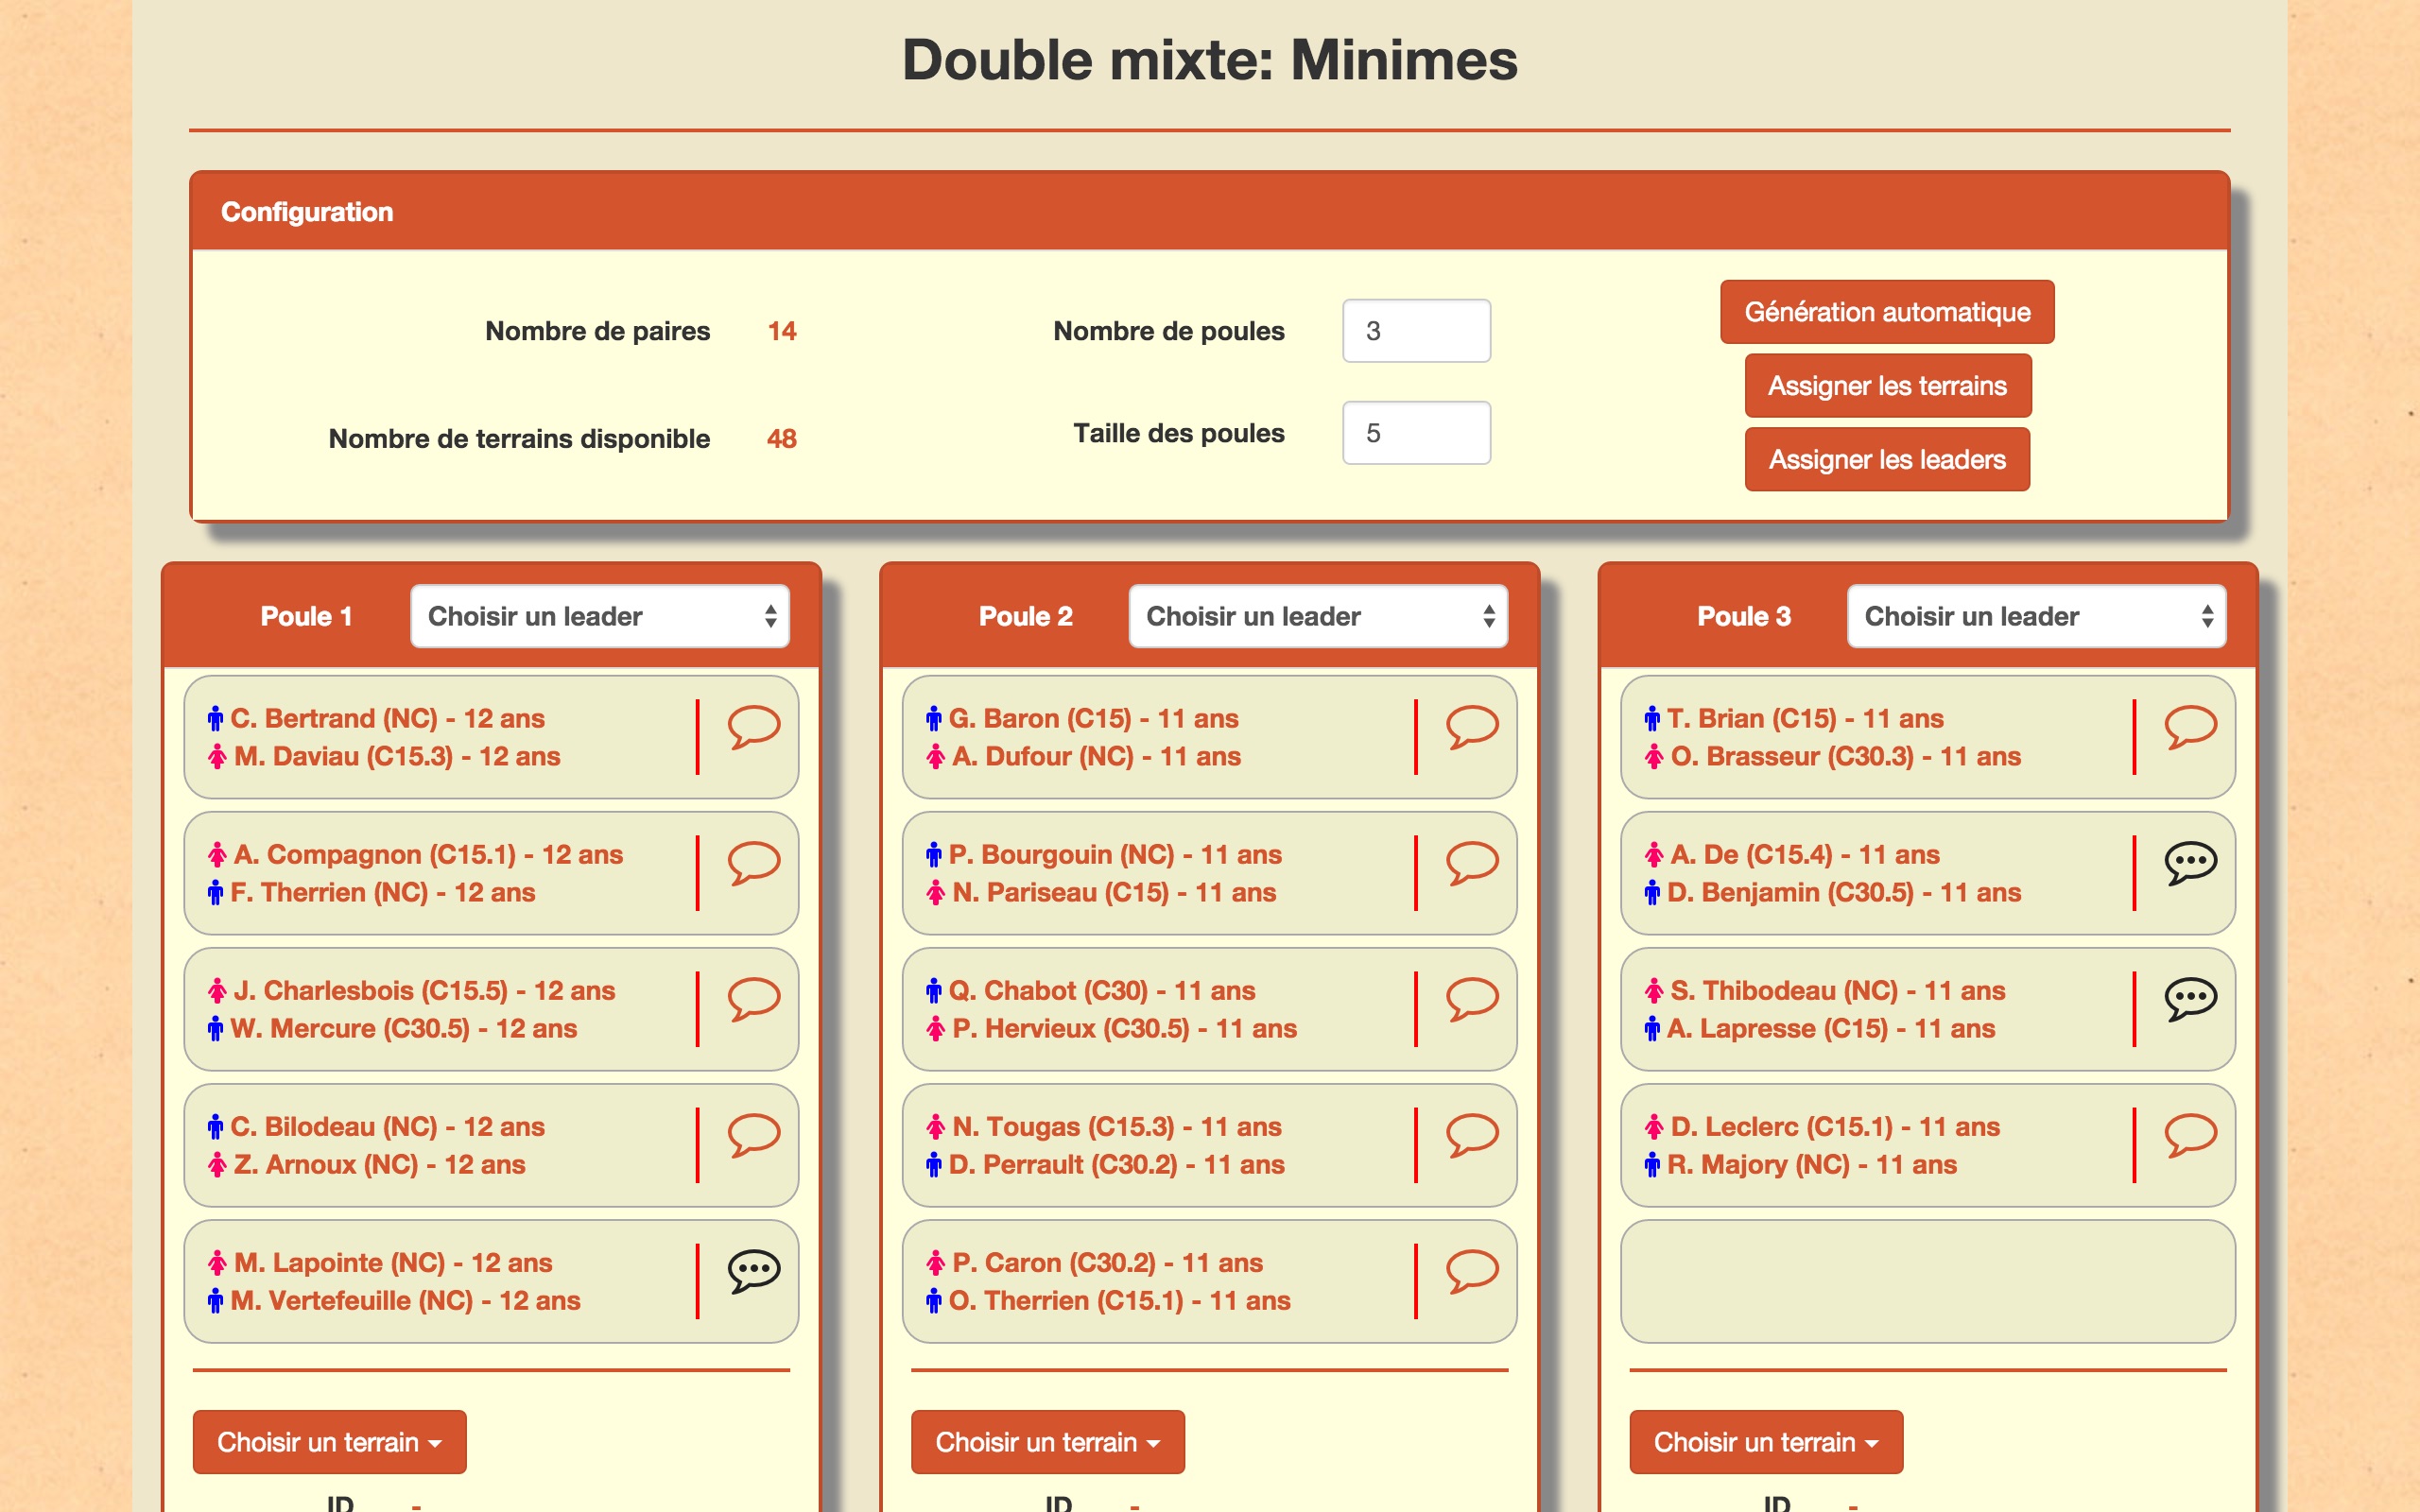 Double mixte: Minimes
Configuration
Nombre de paires 14
Nombre de poules 3
Génération automatique
Assigner les terrains
Nombre de terrains disponible 48
Taille des poules 5
Assigner les leaders
Poule 1 Choisir un leader
C. Bertrand (NC) - 12 ans
M. Daviau (C15.3) - 12 ans
A. Compagnon (C15.1) - 12 ans
F. Therrien (NC) - 12 ans
J. Charlesbois (C15.5) - 12 ans
W. Mercure (C30.5) - 12 ans
C. Bilodeau (NC) - 12 ans
Z. Arnoux (NC) - 12 ans
M. Lapointe (NC) - 12 ans
M. Vertefeuille (NC) - 12 ans
Choisir un terrain
ID -
Poule 2 Choisir un leader
G. Baron (C15) - 11 ans
A. Dufour (NC) - 11 ans
P. Bourgouin (NC) - 11 ans
N. Pariseau (C15) - 11 ans
Q. Chabot (C30) - 11 ans
P. Hervieux (C30.5) - 11 ans
N. Tougas (C15.3) - 11 ans
D. Perrault (C30.2) - 11 ans
P. Caron (C30.2) - 11 ans
O. Therrien (C15.1) - 11 ans
Choisir un terrain
ID -
Poule 3 Choisir un leader
T. Brian (C15) - 11 ans
O. Brasseur (C30.3) - 11 ans
A. De (C15.4) - 11 ans
D. Benjamin (C30.5) - 11 ans
S. Thibodeau (NC) - 11 ans
A. Lapresse (C15) - 11 ans
D. Leclerc (C15.1) - 11 ans
R. Majory (NC) - 11 ans
Choisir un terrain
ID -